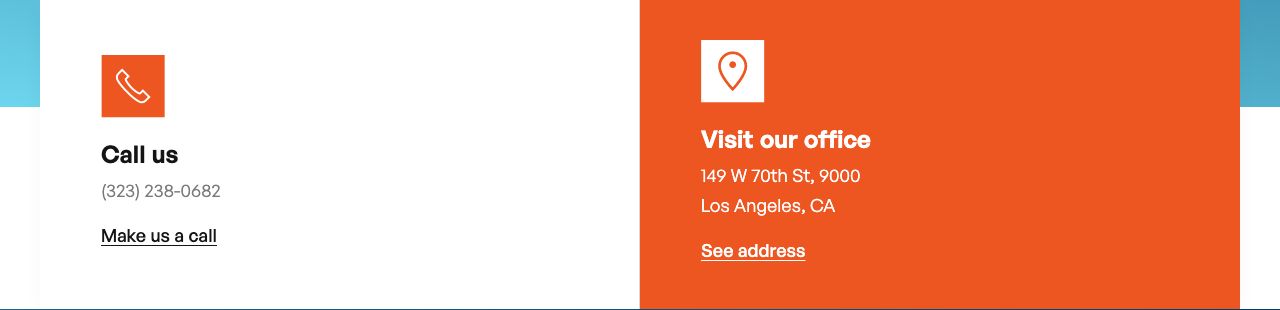 Call us
(323) 238-0682
Make us a call
Visit our office
149 W 70th St, 9000
Los Angeles, CA
See address